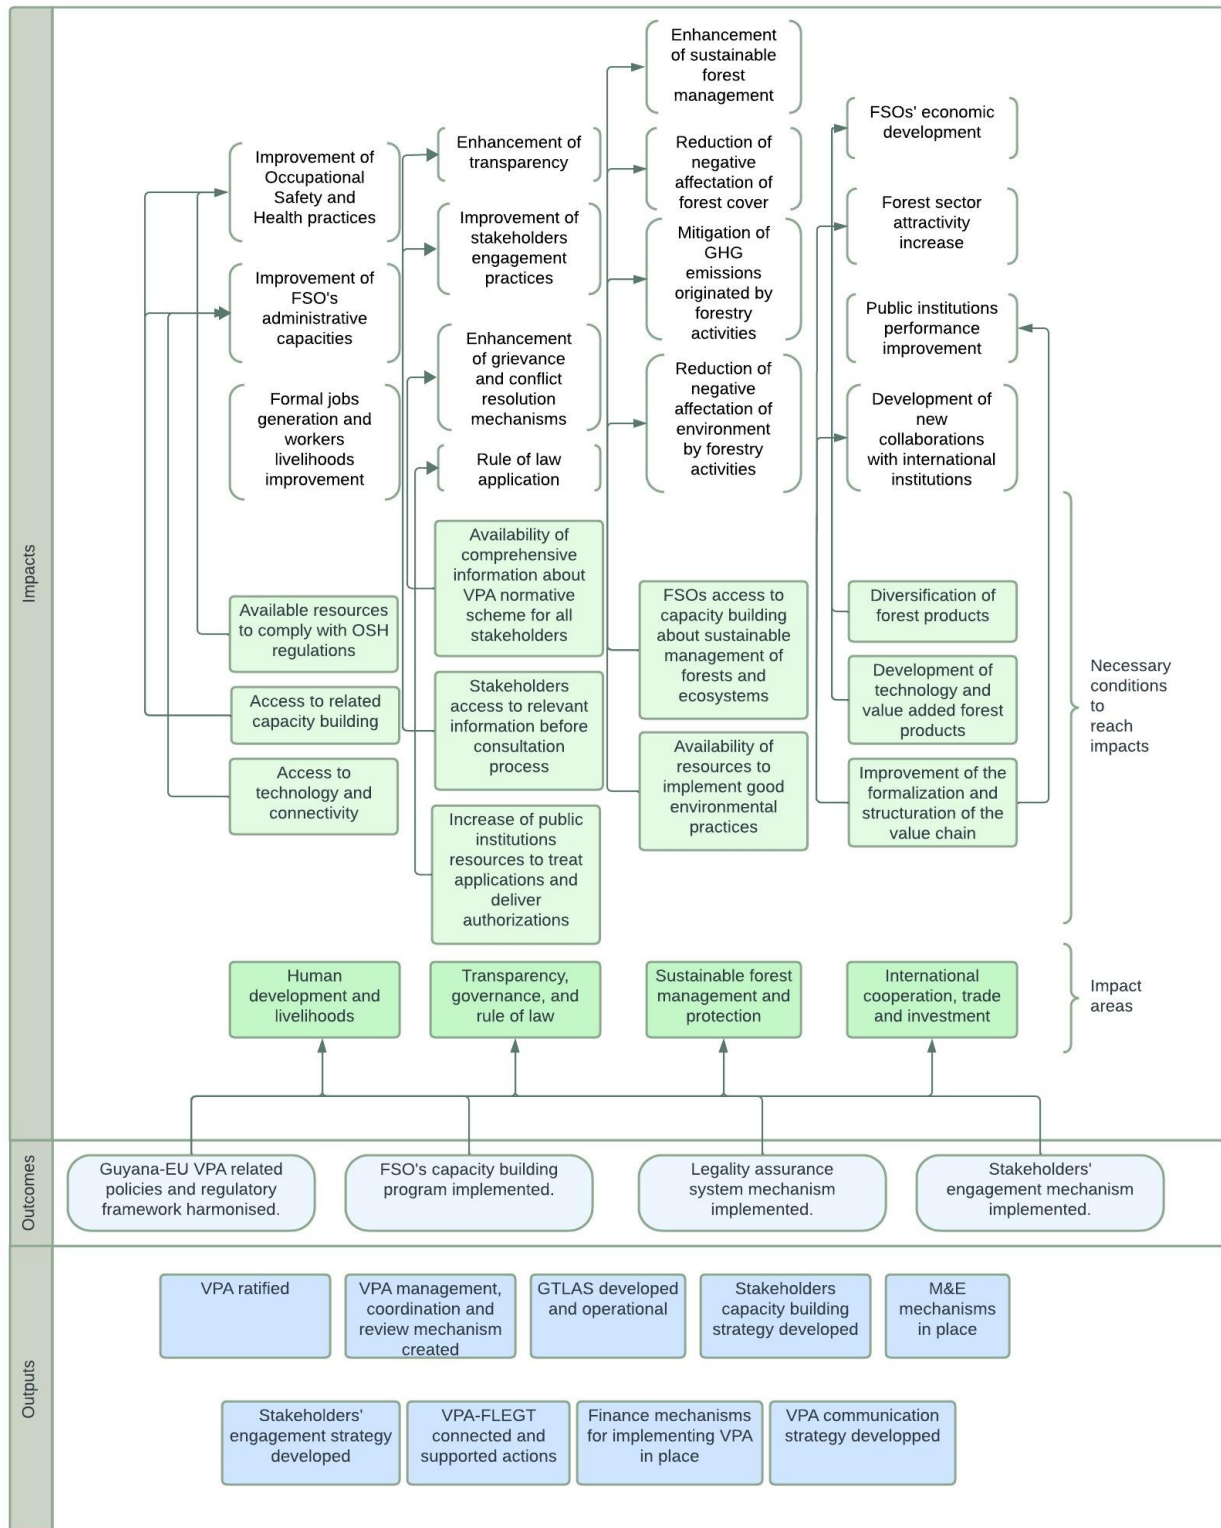 Impacts
Improvement of
Occupational
Safety and
Health practices
Improvement of
FSO's
administrative
capacities
Formal jobs
generation and
workers
livelihoods
improvement
Available resources
to comply with OSH
regulations
Access to related
capacity building
Access to
technology and
connectivity
Enhancement of
transparency
Improvement of
stakeholders
engagement
practices
Enhancement
of grievance
and conflict
resolution
mechanisms
Rule of law
application
Availability of
comprehensive
information about
VPA normative
scheme for all
stakeholders
Stakeholders
access to relevant
information before
consultation
process
Increase of public
institutions
resources to treat
applications and
deliver
authorizations
Enhancement
of sustainable
forest
management
Reduction of
negative
affectation of
forest cover
Mitigation of
GHG
emissions
originated by
forestry
activities
Reduction of
negative
affectation of
environment
by forestry
activities
FSOs access to
capacity building
about sustainable
management of
forests and
ecosystems
Availability of
resources to
implement good
environmental
practices
FSOs' economic
development
Forest sector
attractivity
increase
Public institutions
performance
improvement
Development of
new
collaborations
with international
institutions
Diversification of
forest products
Development of
technology and
value added forest
products
Improvement of the
formalization and
structuration of the
value chain
Necessary
conditions
to
reach
impacts
Human
development and
livelihoods
Transparency,
governance, and
rule of law
Sustainable forest
management and
protection
International
cooperation, trade
and investment
Impact
areas
Outcomes
Guyana-EU VPA related
policies and regulatory
framework harmonised.
FSO's capacity building
program implemented.
Legality assurance
system mechanism
implemented.
Stakeholders'
engagement mechanism
implemented.
Outputs
VPA ratified
VPA management,
coordination and
review mechanism
created
GTLAS developed
and operational
Stakeholders
capacity building
strategy developed
M&E
mechanisms
in place
Stakeholders'
engagement strategy
developed
VPA-FLEGT
connected and
supported actions
Finance mechanisms
for implementing VPA
in place
VPA communication
strategy developped